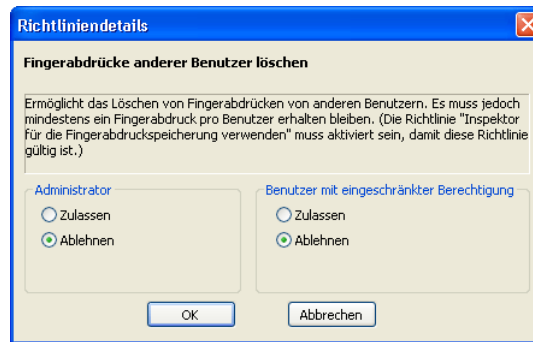 Richtliniendetails
Fingerabdrücke anderer Benutzer löschen
Ermöglicht das Löschen von Fingerabdrücken von anderen Benutzern. Es muss jedoch
mindestens ein Fingerabdruck pro Benutzer erhalten bleiben. (Die Richtlinie "Inspektor
für die Fingerabdruckspeicherung verwenden" muss aktiviert sein, damit diese Richtlinie
gültig ist.)
Administrator
Zulassen
Ablehnen
Benutzer mit eingeschränkter Berechtigung
Zulassen
Ablehnen
OK
Abbrechen